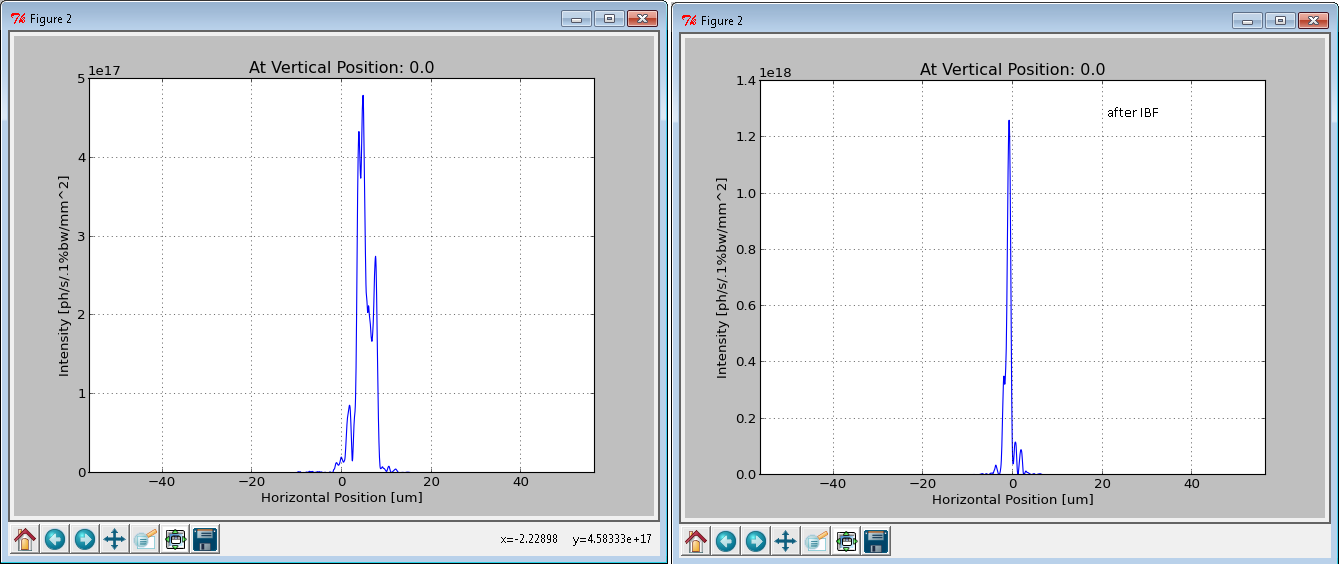 Figure 2
1e17
At Vertical Position: 0.0
5
4
3
2
1
0
Intensity [ph/s/.1%bw/mm^2]
−40
−20
0
20
40
Horizontal Position [um]
x=-2.22898 y=4.58333e+17
Figure 2
1e18
At Vertical Position: 0.0
after IBF
1.4
1.2
1.0
0.8
0.6
0.4
0.2
0.0
Intensity [ph/s/.1%bw/mm^2]
−40
−20
0
20
40
Horizontal Position [um]